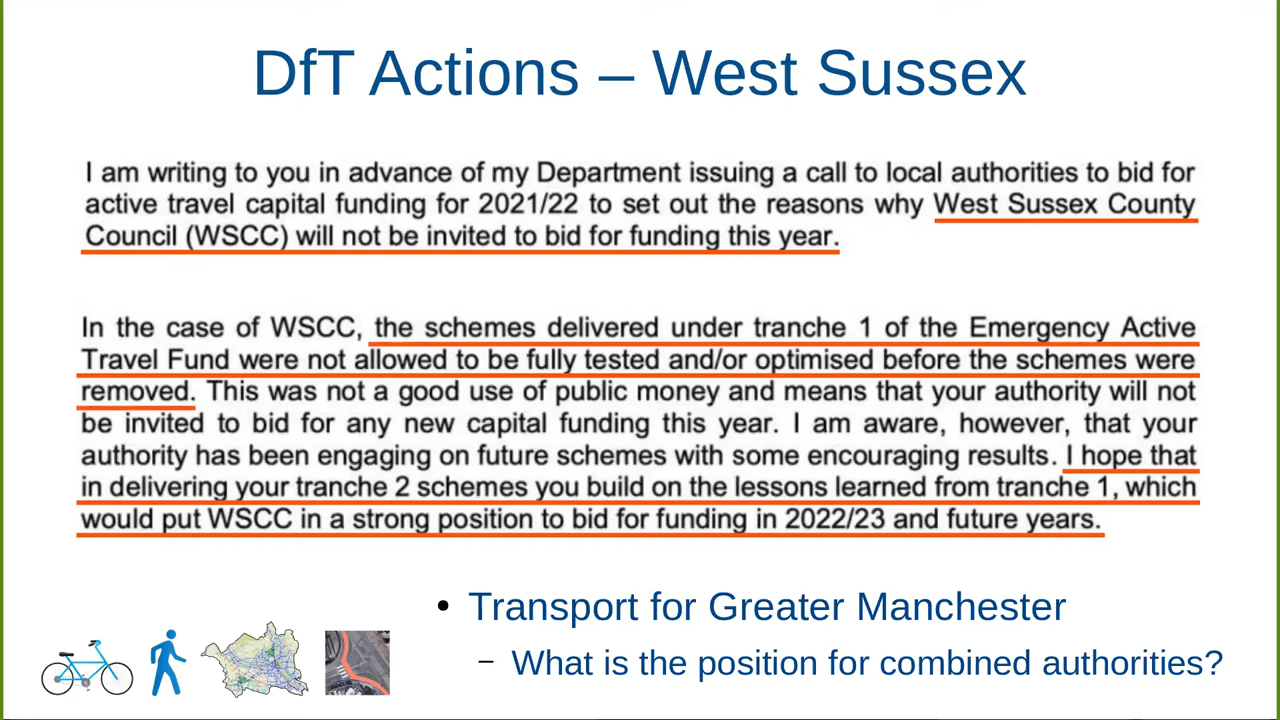 DfT Actions – West Sussex
I am writing to you in advance of my Department issuing a call to local authorities to bid for
active travel capital funding for 2021/22 to set out the reasons why West Sussex County
Council (WSCC) will not be invited to bid for funding this year.
In the case of WSCC, the schemes delivered under tranche 1 of the Emergency Active
Travel Fund were not allowed to be fully tested and/or optimised before the schemes were
removed. This was not a good use of public money and means that your authority will not
be invited to bid for any new capital funding this year. I am aware, however, that your
authority has been engaging on future schemes with some encouraging results. I hope that
in delivering your tranche 2 schemes you build on the lessons learned from tranche 1, which
would put WSCC in a strong position to bid for funding in 2022/23 and future years.
• Transport for Greater Manchester
– What is the position for combined authorities?